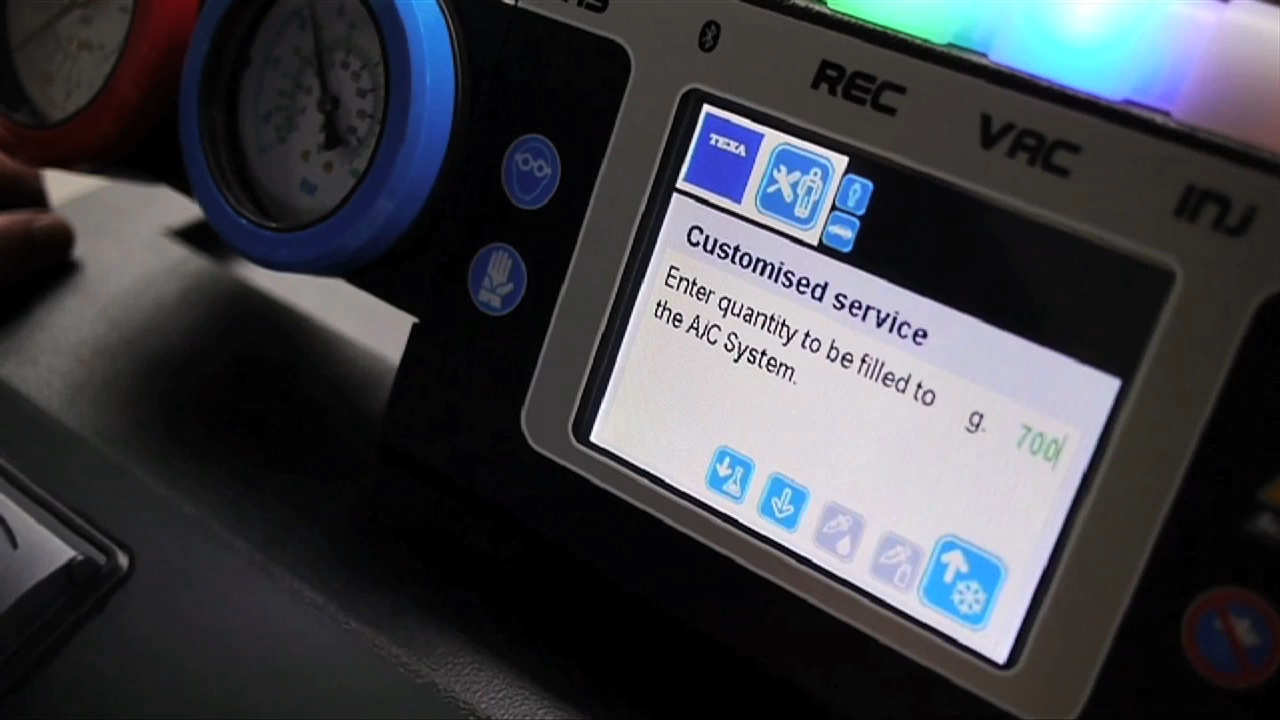 REC
VAC
INJ
TEXA
Customised service
Enter quantity to be filled to
the A/C System.
g. 700